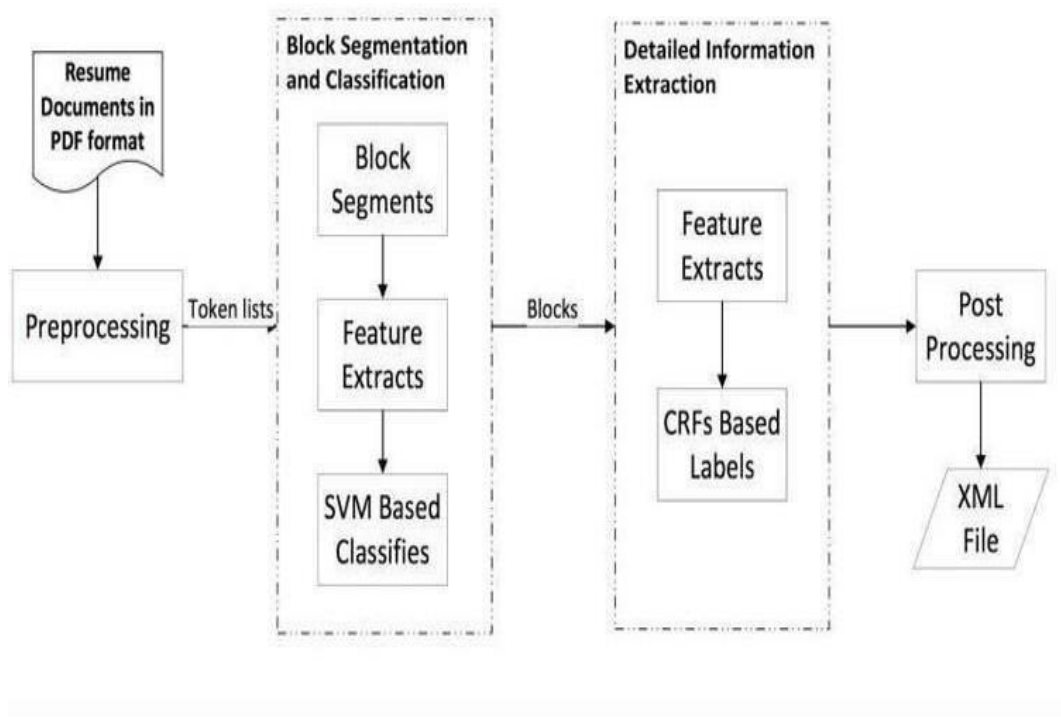 Resume
Documents in
PDF format
Preprocessing
Token lists
Block Segmentation
and Classification
Block
Segments
Feature
Extracts
SVM Based
Classifies
Blocks
Detailed Information
Extraction
Feature
Extracts
CRFs Based
Labels
Post
Processing
XML
File